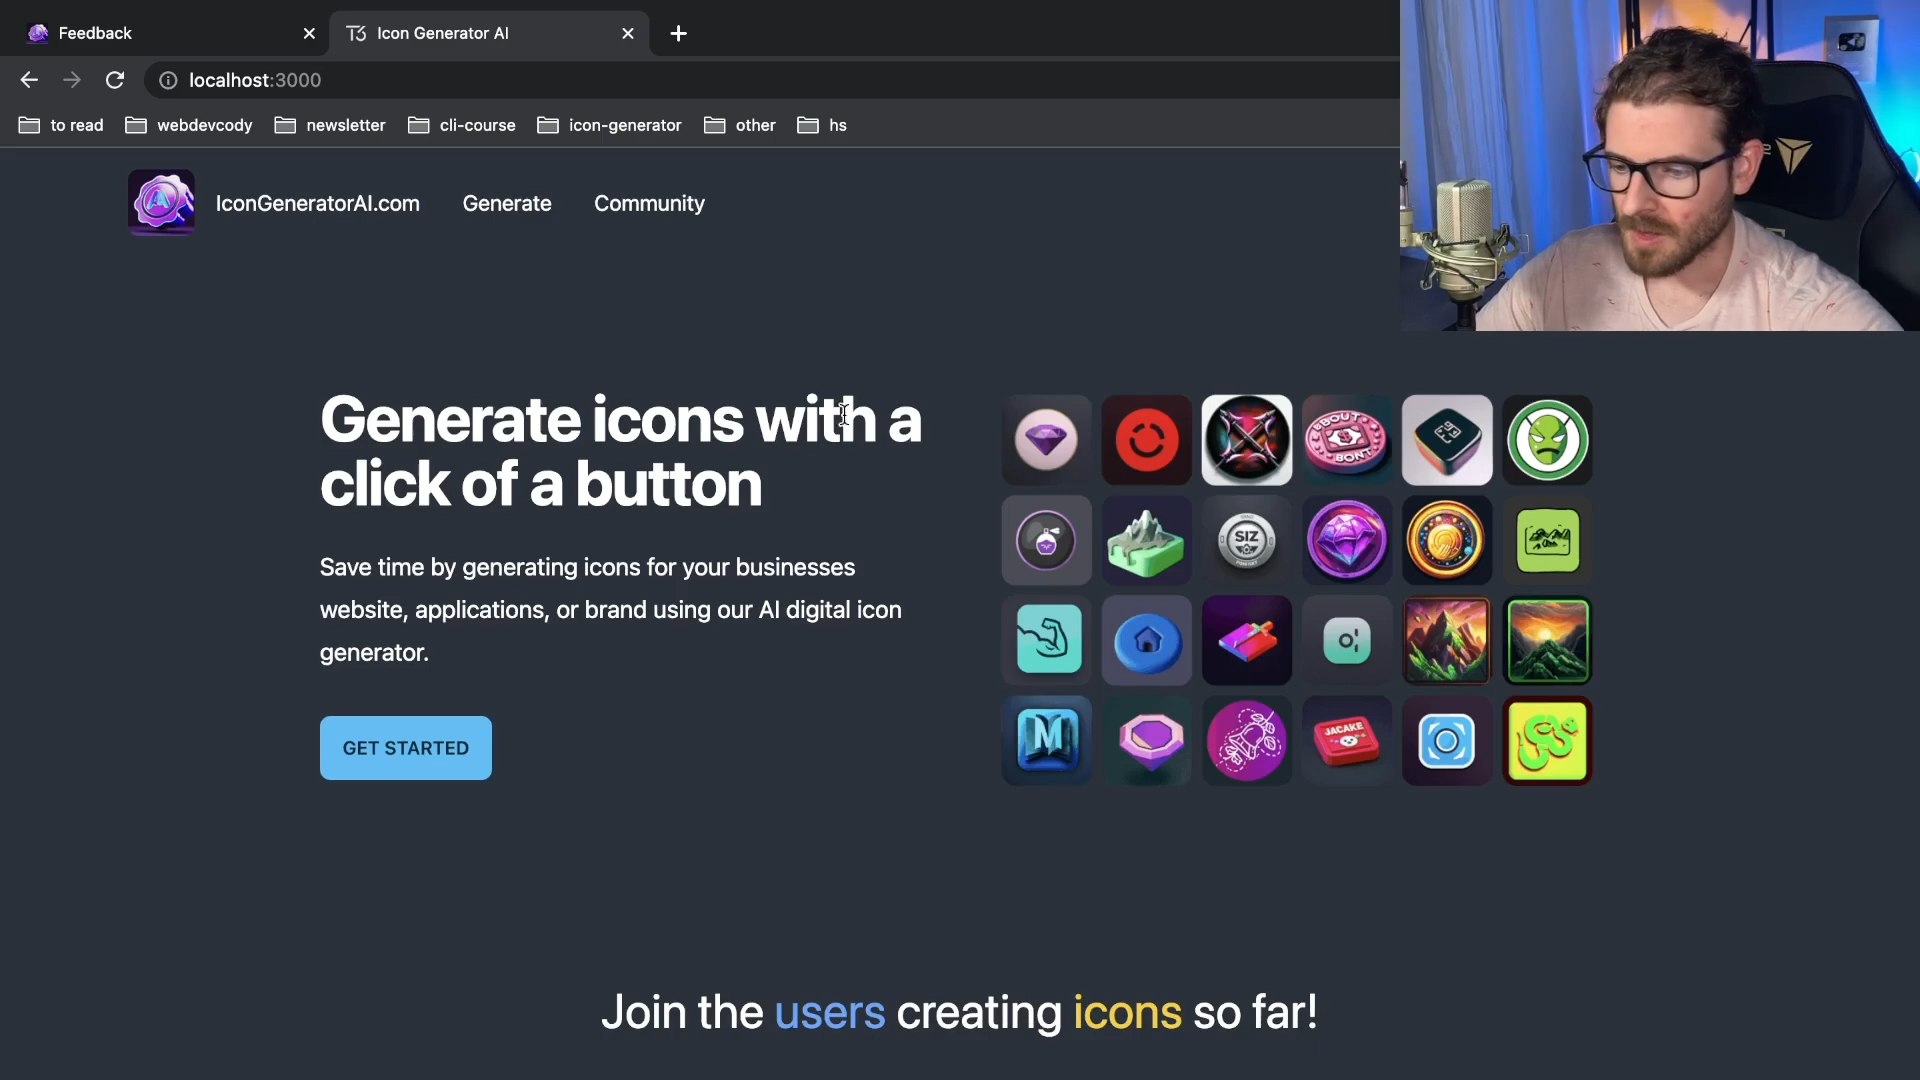 Feedback
Icon Generator AI
localhost:3000
to read
webdevcody
newsletter
cli-course
icon-generator
other
hs
IconGeneratorAI.com
Generate
Community
Generate icons with a
click of a button
Save time by generating icons for your businesses
website, applications, or brand using our AI digital icon
generator.
GET STARTED
SIZ
M
JACAKE
Join the users creating icons so far!